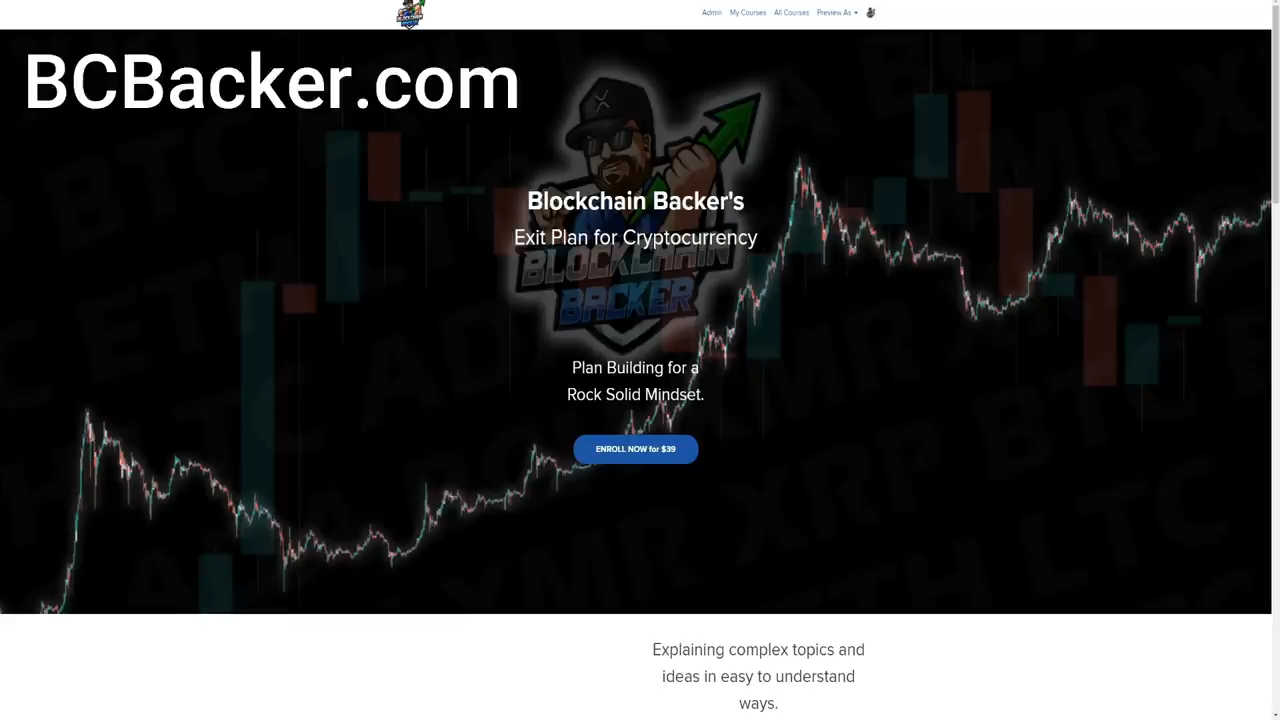 Admin My Courses All Courses Preview As
BCBacker.com
Blockchain Backer's
Exit Plan for Cryptocurrency
BLOCKCHAIN
BACKER
Plan Building for a
Rock Solid Mindset.
ENROLL NOW for $39
Explaining complex topics and
ideas in easy to understand
ways.